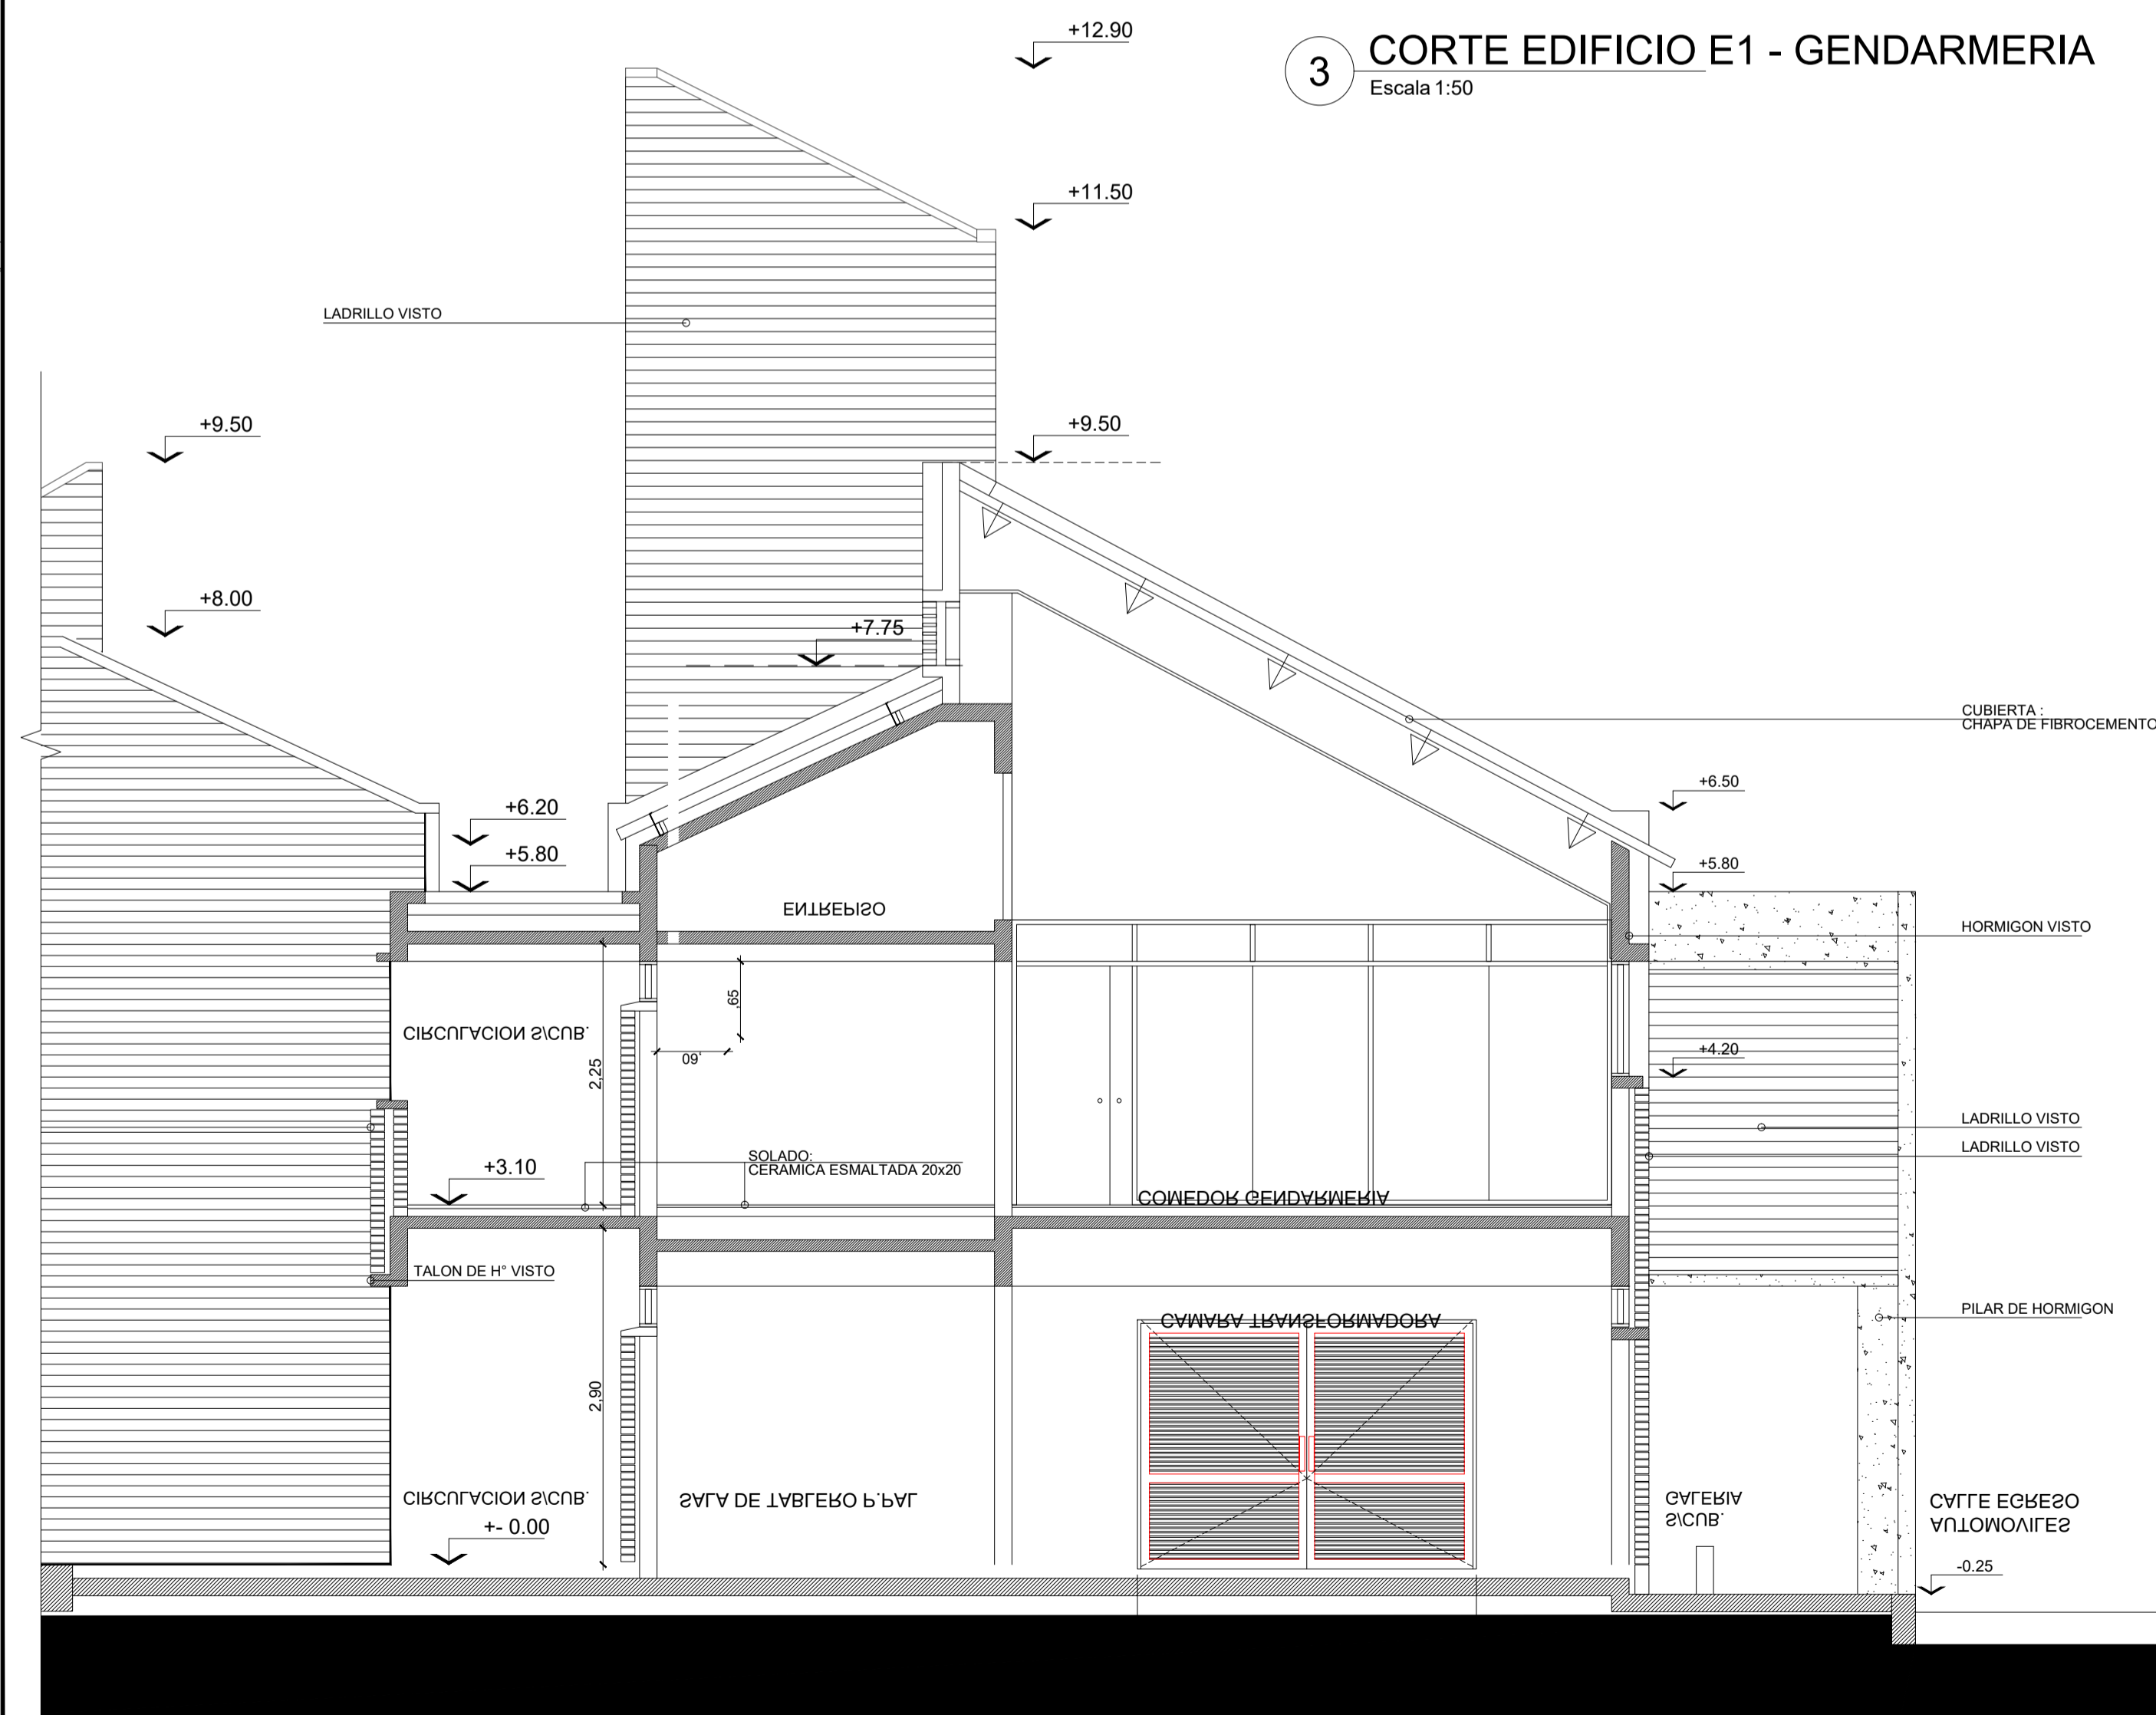 +12.90
3
CORTE EDIFICIO E1 - GENDARMERIA
Escala 1:50
+11.50
LADRILLO VISTO
+9.50
+9.50
+8.00
+7.75
CUBIERTA :
CHAPA DE FIBROCEMENTO
+6.50
+6.20
+5.80
+5.80
ENTREPISO
HORMIGON VISTO
,65
CIRCULACION S/CUB.
,60
2,25
+4.20
LADRILLO VISTO
LADRILLO VISTO
SOLADO:
CERAMICA ESMALTADA 20x20
+3.10
COMEDOR GENDARMERIA
TALON DE H° VISTO
CAMARA TRANSFORMADORA
PILAR DE HORMIGON
2,90
CIRCULACION S/CUB.
SALA DE TABLERO P.PAL
GALERIA
S/CUB.
CALLE EGRESO
AUTOMOVILES
+- 0.00
-0.25